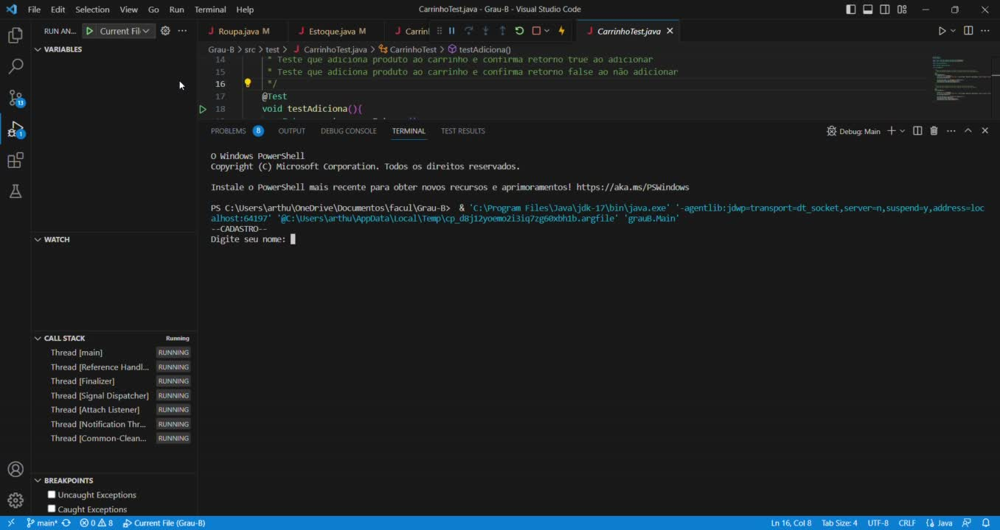 File Edit Selection View Go Run Terminal Help
CarrinhoTest.java - Grau-B - Visual Studio Code
RUN AN... Current Fil
Roupa.java M
Estoque.java M
Carrinl
CarrinhoTest.java
VARIABLES
Grau-B > src > test > CarrinhoTest.java > CarrinhoTest > testAdiciona()
14 * Teste que adiciona produto ao carrinho e confirma retorno true ao adicionar
15 * Teste que adiciona produto ao carrinho e confirma retorno false ao não adicionar
16 */
17 @Test
18 void testAdiciona(){
13
1
PROBLEMS 8 OUTPUT DEBUG CONSOLE TERMINAL TEST RESULTS
Debug: Main
O Windows PowerShell
Copyright (C) Microsoft Corporation. Todos os direitos reservados.
Instale o PowerShell mais recente para obter novos recursos e aprimoramentos! https://aka.ms/PSWindows
PS C:\Users\arthu\OneDrive\Documentos\facul\Grau-B> & 'C:\Program Files\Java\jdk-17\bin\java.exe' '-agentlib:jdwp=transport=dt_socket,server=n,suspend=y,address=loc
alhost:64197' '@C:\Users\arthu\AppData\Local\Temp\cp_d8j12yoemo2i3iq7zg60xbh1b.argfile' 'grauB.Main'
--CADASTRO--
Digite seu nome:
WATCH
CALL STACK Running
Thread [main] RUNNING
Thread [Reference Handl... RUNNING
Thread [Finalizer] RUNNING
Thread [Signal Dispatcher] RUNNING
Thread [Attach Listener] RUNNING
Thread [Notification Thr... RUNNING
Thread [Common-Clean... RUNNING
BREAKPOINTS
Uncaught Exceptions
Caught Exceptions
main* 0 8 Current File (Grau-B)
Ln 16, Col 8 Tab Size: 4 UTF-8 CRLF Java